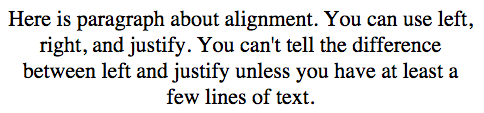 Here is paragraph about alignment. You can use left,
right, and justify. You can't tell the difference
between left and justify unless you have at least a
few lines of text.